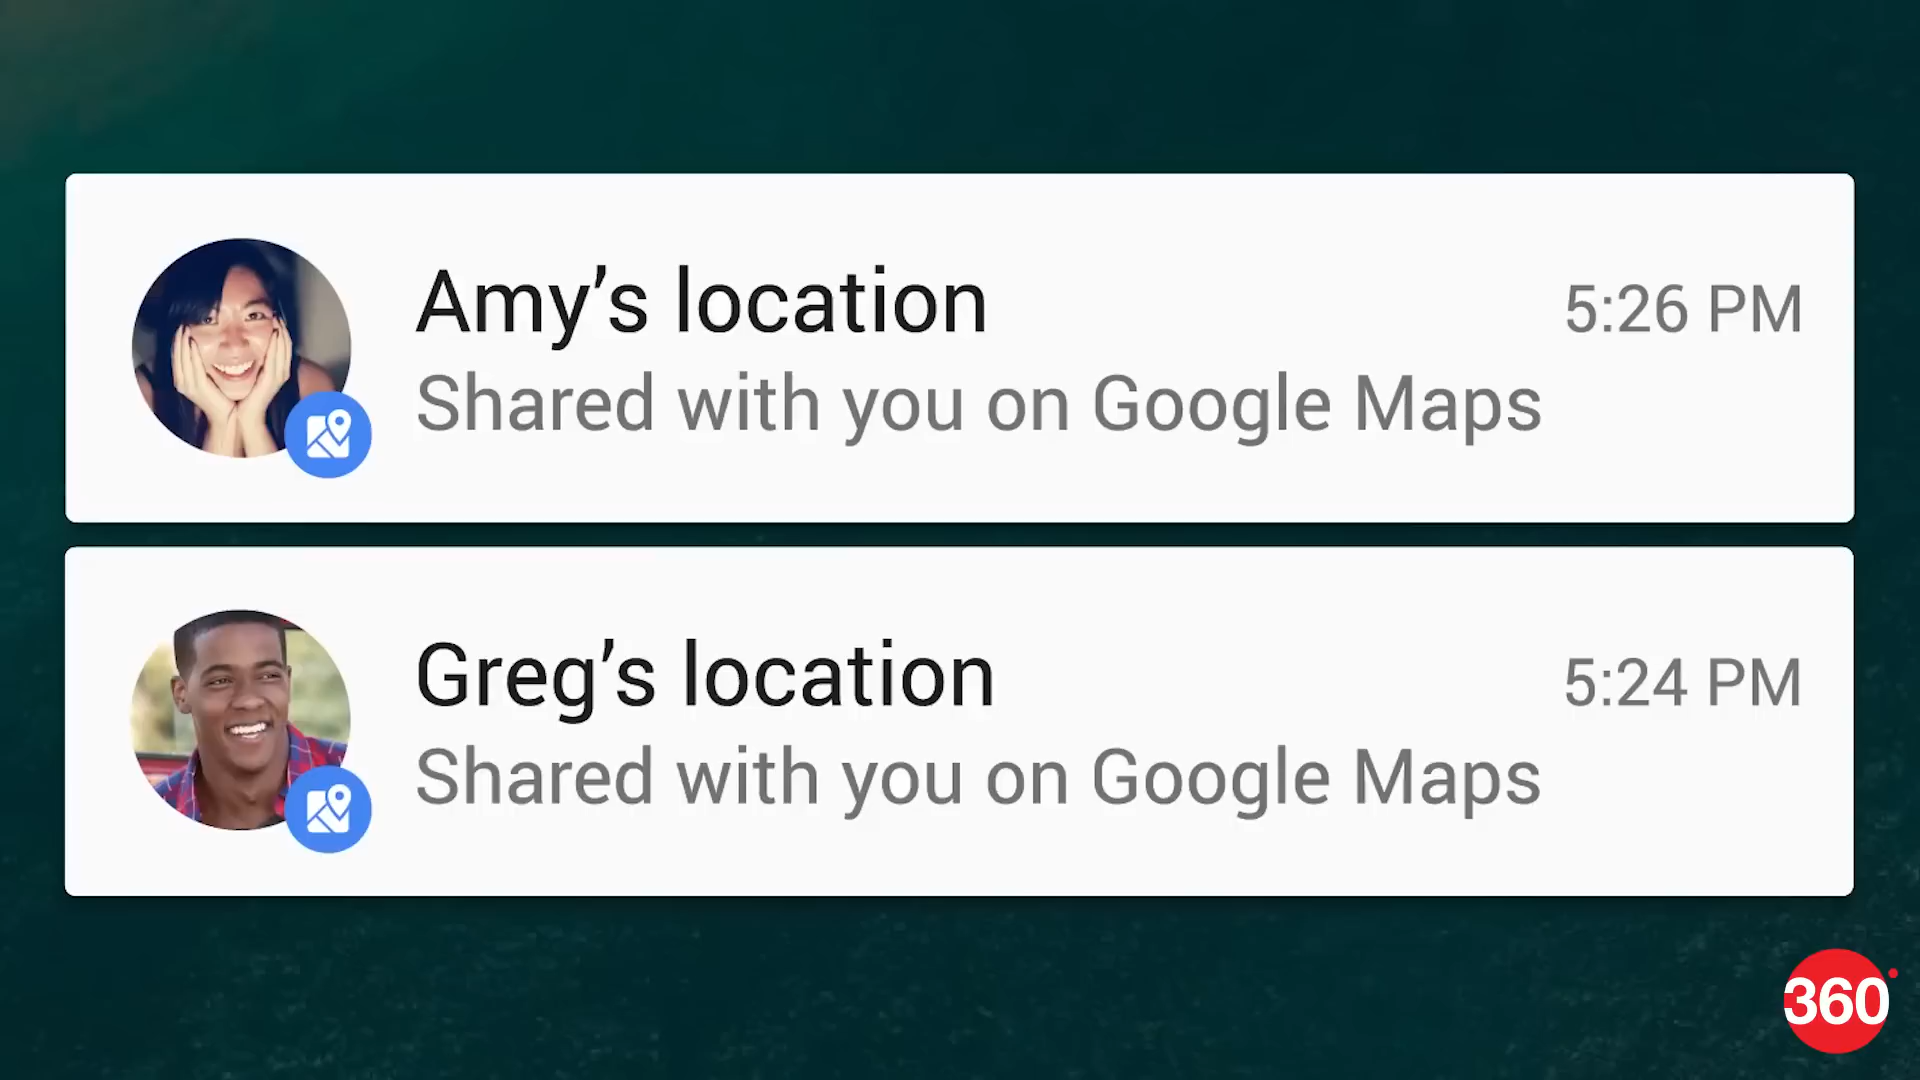 Amy’s location
5:26 PM
Shared with you on Google Maps
Greg’s location
5:24 PM
Shared with you on Google Maps
360